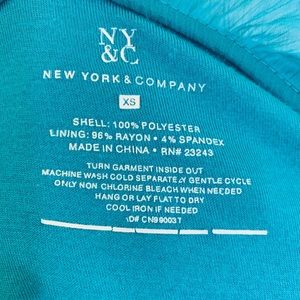 NY
&C
NEW YORK & COMPANY
XS
SHELL: 100% POLYESTER
LINING: 96% RAYON • 4% SPANDEX
MADE IN CHINA • RN# 23243
TURN GARMENT INSIDE OUT
MACHINE WASH COLD SEPARATELY GENTLE CYCLE
ONLY NON CHLORINE BLEACH WHEN NEEDED
HANG OR LAY FLAT TO DRY
COOL IRON IF NEEDED
ID# CN99003T